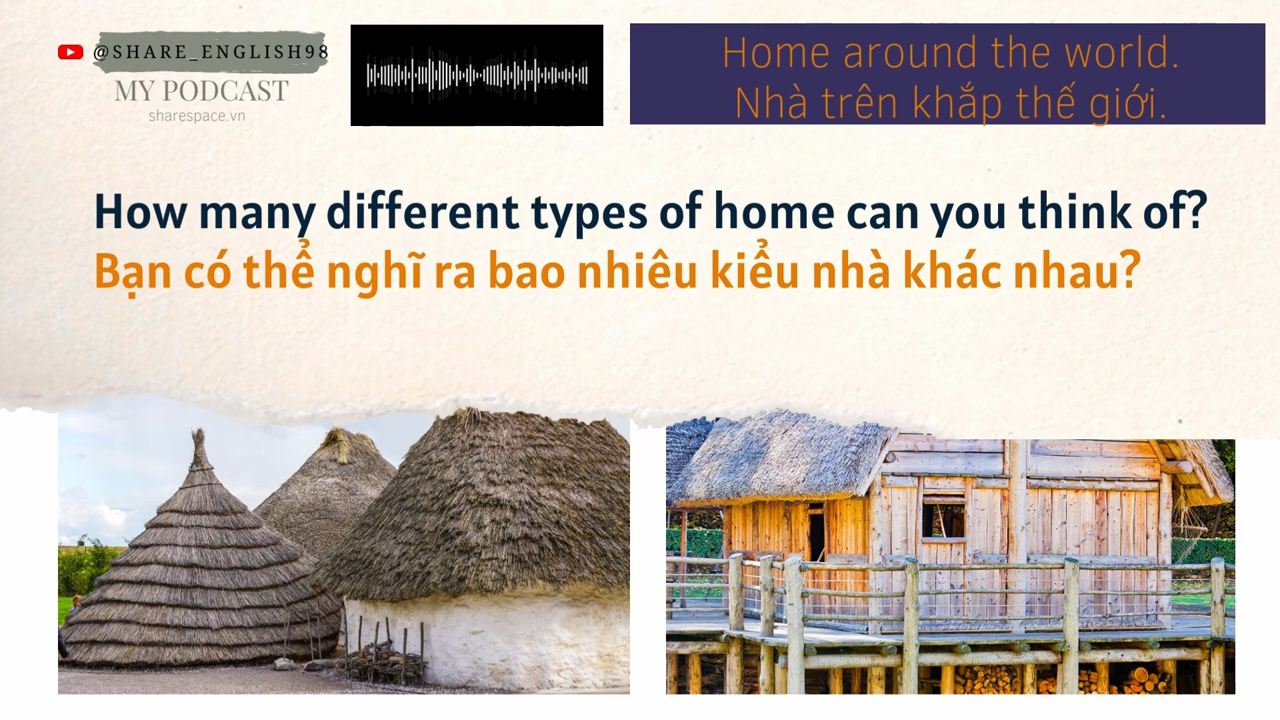 @SHARE_ENGLISH98
MY PODCAST
sharespace.vn
Home around the world.
Nhà trên khắp thế giới.
How many different types of home can you think of?
Bạn có thể nghĩ ra bao nhiêu kiểu nhà khác nhau?